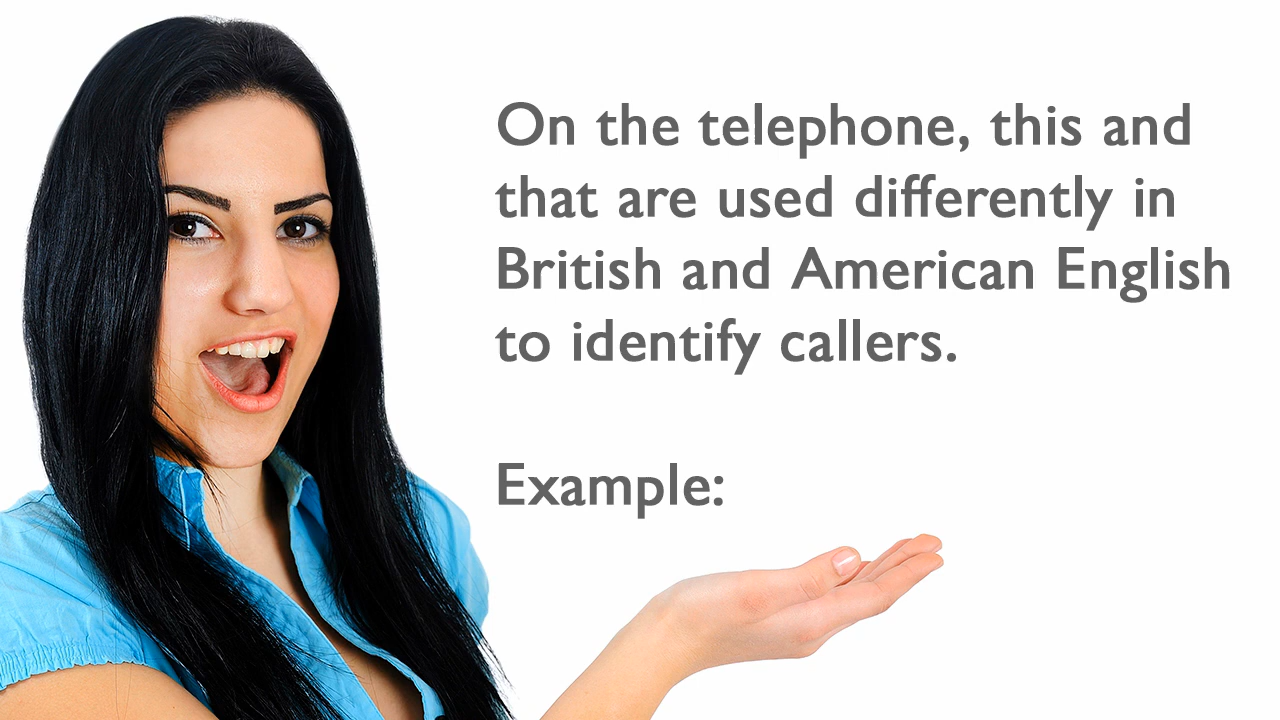 On the telephone, this and
that are used differently in
British and American English
to identify callers.
Example: